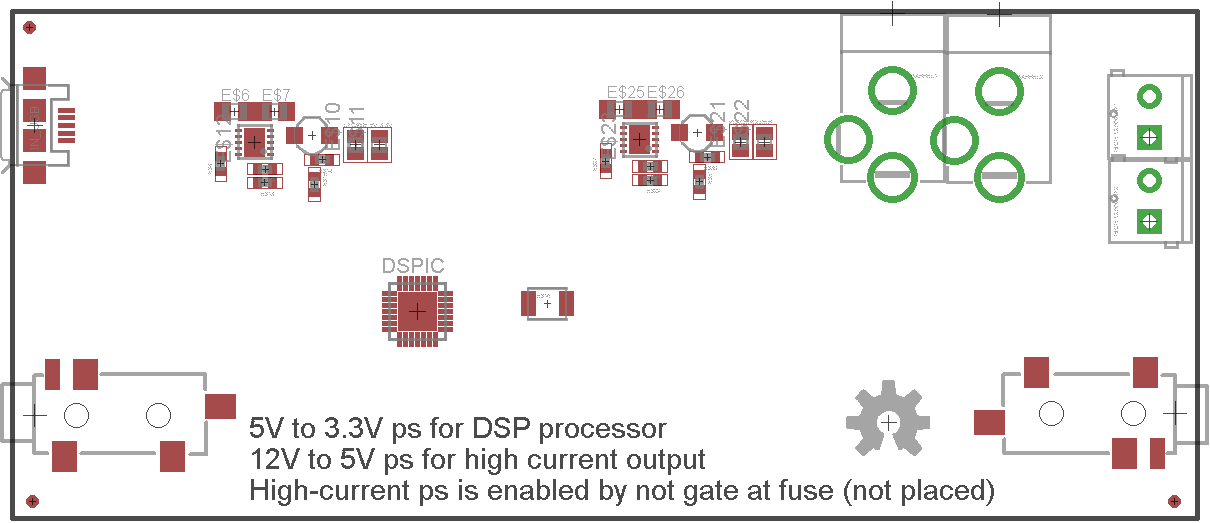 E$6 E$7
E$25 E$26
E$10
E$11
E$12
E$21
E$22
E$23
DSPIC
5V to 3.3V ps for DSP processor
12V to 5V ps for high current output
High-current ps is enabled by not gate at fuse (not placed)